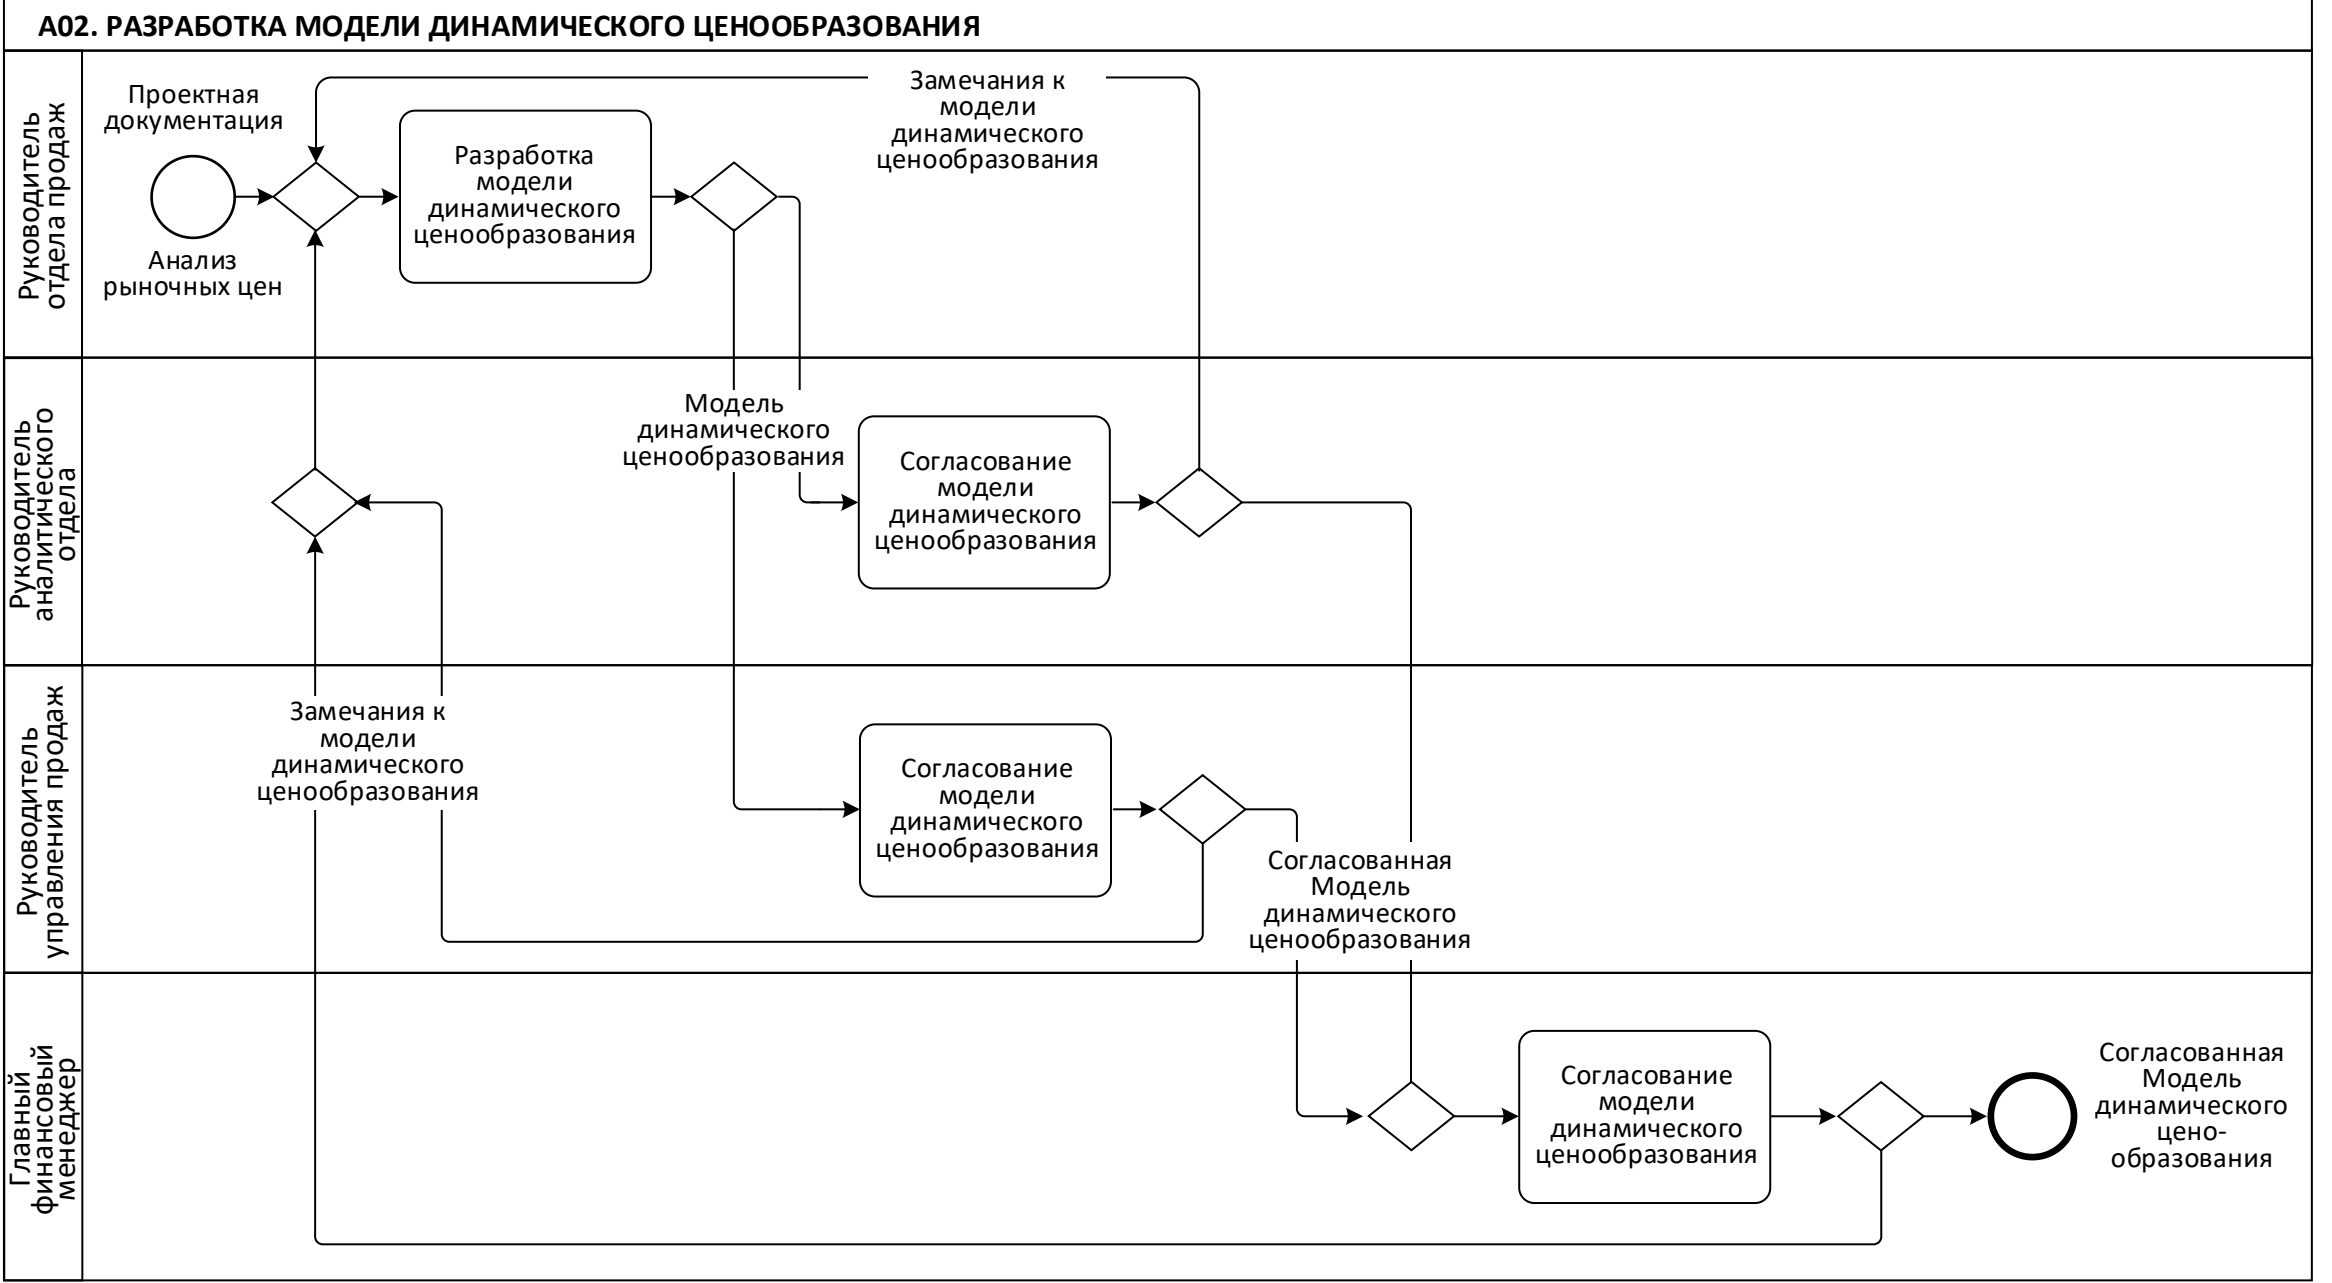 А02. РАЗРАБОТКА МОДЕЛИ ДИНАМИЧЕСКОГО ЦЕНООБРАЗОВАНИЯ
Руководитель
отдела продаж
Проектная
документация
Анализ
рыночных цен
Разработка
модели
динамического
ценообразования
Замечания к
модели
динамического
ценообразования
Руководитель
аналитического
отдела
Модель
динамического
ценообразования
Согласование
модели
динамического
ценообразования
Руководитель
управления продаж
Замечания к
модели
динамического
ценообразования
Согласование
модели
динамического
ценообразования
Согласованная
Модель
динамического
ценообразования
Главный
финансовый
менеджер
Согласование
модели
динамического
ценообразования
Согласованная
Модель
динамического
цено-
образования